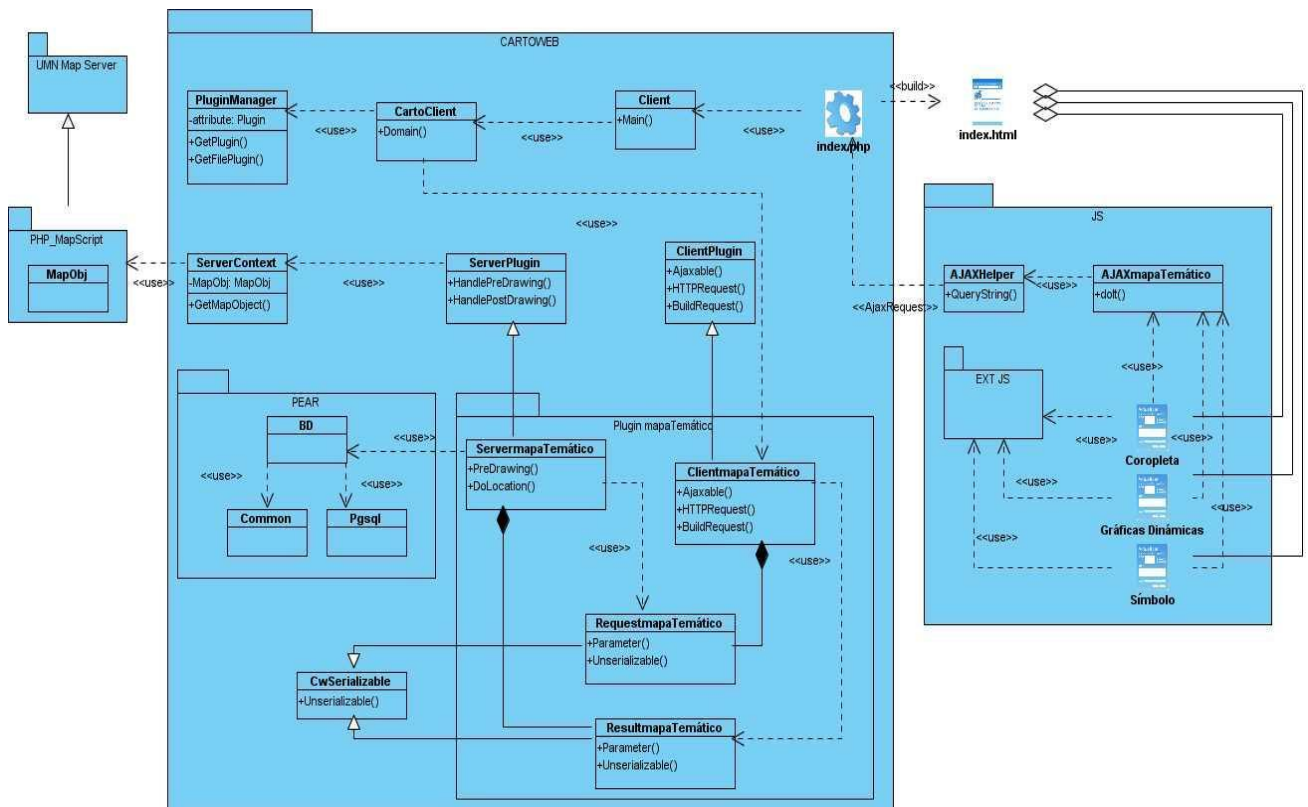 CARTOWEB
UMN Map Server
PluginManager
-attribute: Plugin
+GetPlugin()
+GetFilePlugin()
<<use>>
CartoClient
+Domain()
<<use>>
Client
+Main()
<<use>>
index.php
<<build>>
index.html
<<use>>
PHP_MapScript
MapObj
<<use>>
ServerContext
-MapObj: MapObj
+GetMapObject()
<<use>>
ServerPlugin
+HandlePreDrawing()
+HandlePostDrawing()
ClientPlugin
+Ajaxable()
+HTTPRequest()
+BuildRequest()
<<AjaxRequest>>
JS
AJAXHelper
+QueryString()
<<use>>
AJAXmapaTemático
+doIt()
EXT JS
<<use>>
<<use>>
<<use>>
Coropleta
<<use>>
Gráficas Dinámicas
<<use>>
<<use>>
Símbolo
PEAR
BD
<<use>>
<<use>>
<<use>>
Common
Pgsql
Plugin mapaTemático
ServermapaTemático
+PreDrawing()
+DoLocation()
ClientmapaTemático
+Ajaxable()
+HTTPRequest()
+BuildRequest()
<<use>>
<<use>>
RequestmapaTemático
+Parameter()
+Unserializable()
CwSerializable
+Unserializable()
ResultmapaTemático
+Parameter()
+Unserializable()